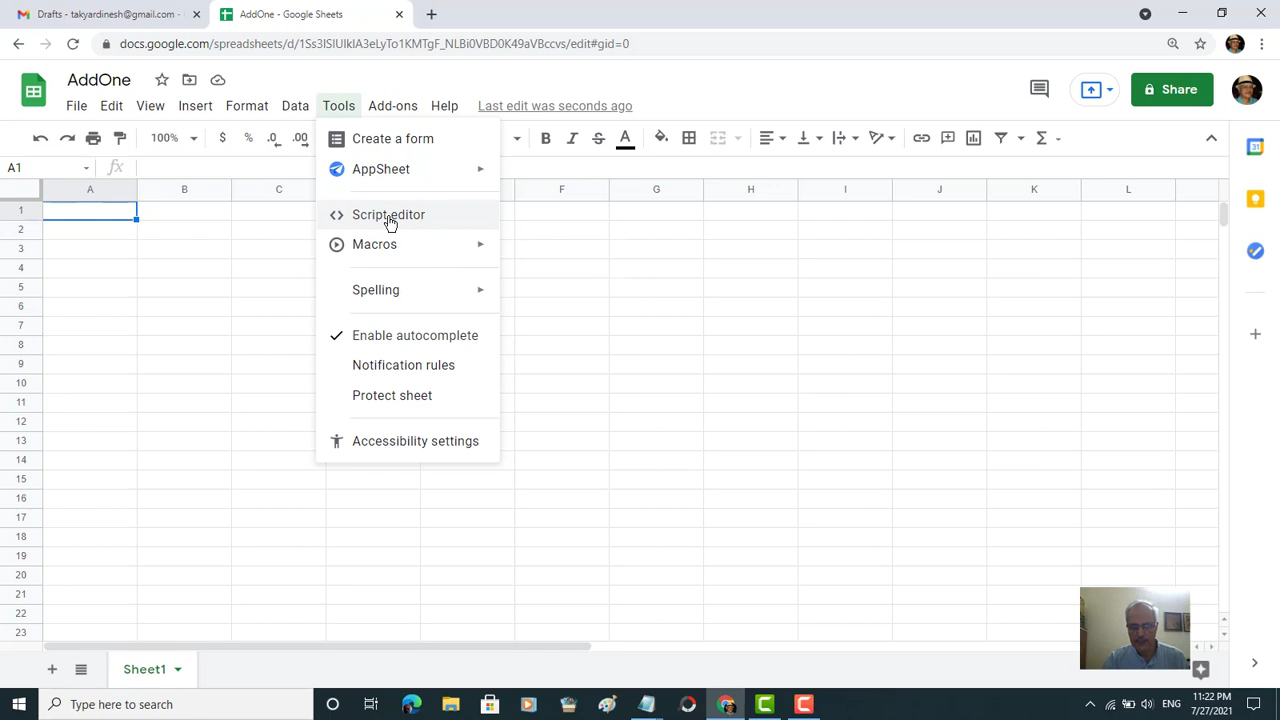 Drafts - takyardinesh@gmail.com -
AddOne - Google Sheets
docs.google.com/spreadsheets/d/1Ss3lSlUlkIA3eLyTo1KMTgF_NLBi0VBD0K493VBccvs/edit#gid=0
AddOne
File Edit View Insert Format Data Tools Add-ons Help Last edit was seconds ago
Share
100% $ % .0 .00 B I A
A1 fx
A B C F G H I J K L
Create a form
AppSheet
Script editor
Macros
Spelling
Enable autocomplete
Notification rules
Protect sheet
Accessibility settings
1
2
3
4
5
6
7
8
9
10
11
12
13
14
15
16
17
18
19
20
21
22
23
31
Sheet1
Type here to search
ENG
11:22 PM
7/27/2021